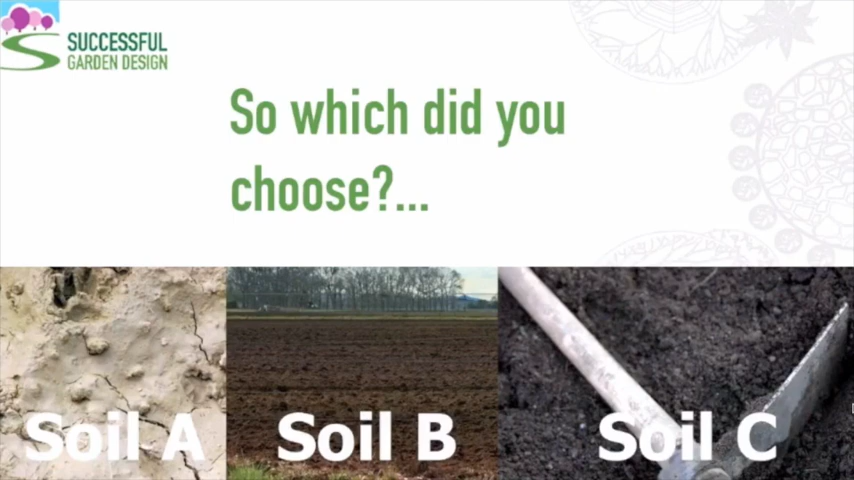 SUCCESSFUL
GARDEN DESIGN
So which did you
choose?...
Soil A
Soil B
Soil C